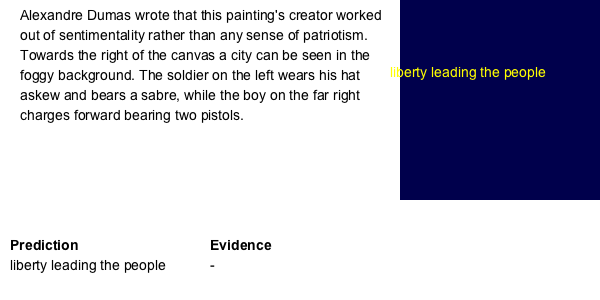 Alexandre Dumas wrote that this painting's creator worked
out of sentimentality rather than any sense of patriotism.
Towards the right of the canvas a city can be seen in the
foggy background. The soldier on the left wears his hat
askew and bears a sabre, while the boy on the far right
charges forward bearing two pistols.
liberty leading the people
Prediction Evidence
liberty leading the people -